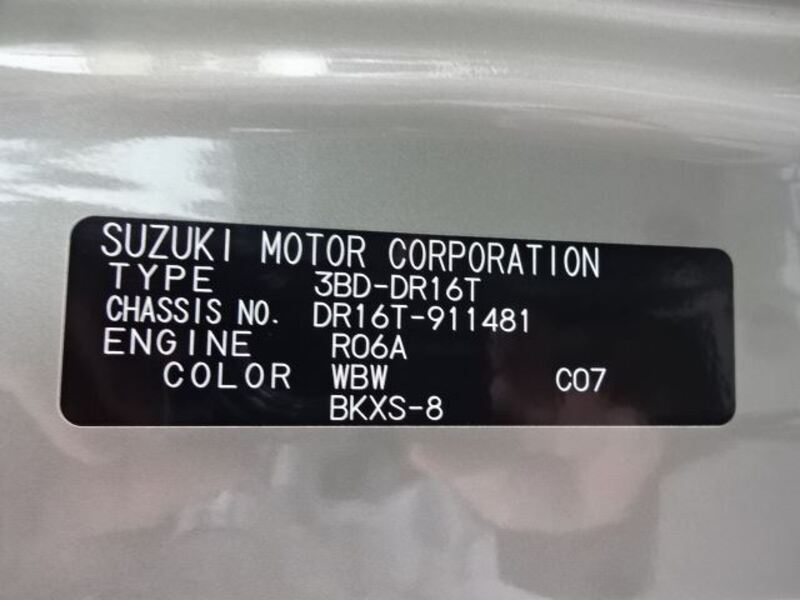 SUZUKI MOTOR CORPORATION
TYPE 3BD-DR16T
CHASSIS NO. DR16T-911481
ENGINE R06A
COLOR WBW C07
BKXS-8